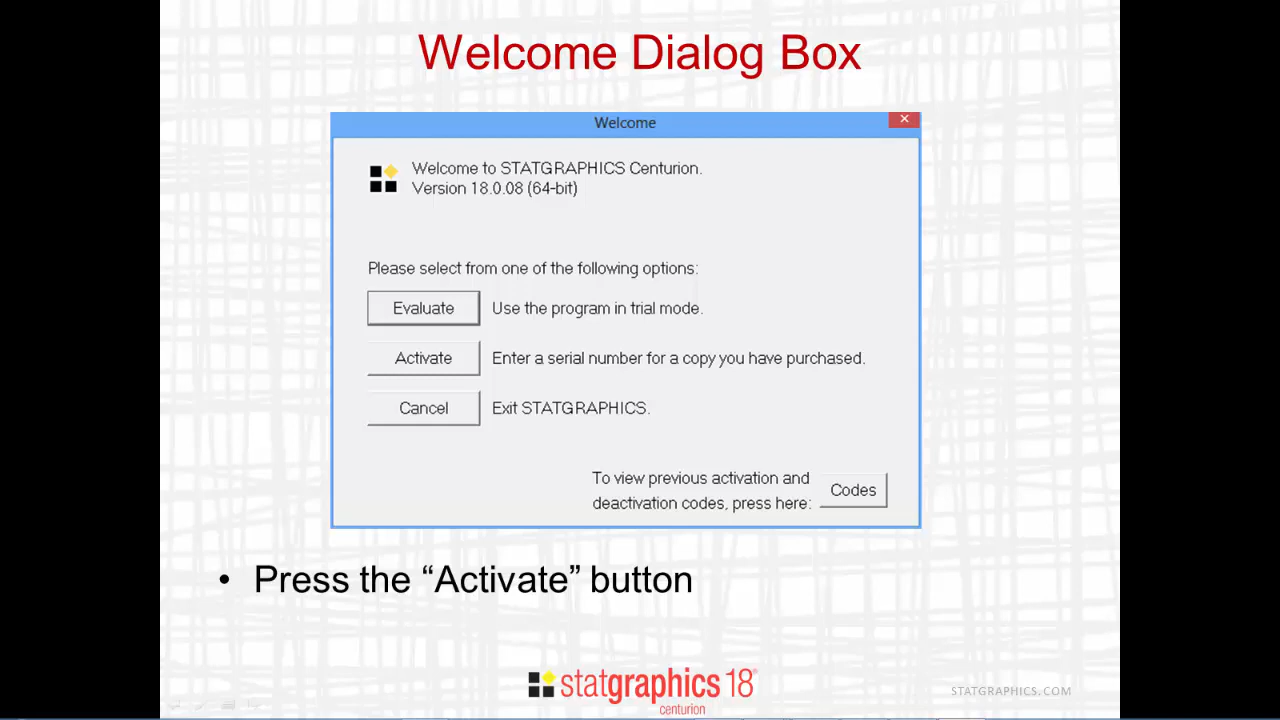 Welcome Dialog Box
Welcome
Welcome to STATGRAPHICS Centurion.
Version 18.0.08 (64-bit)
Please select from one of the following options:
Evaluate Use the program in trial mode.
Activate Enter a serial number for a copy you have purchased.
Cancel Exit STATGRAPHICS.
To view previous activation and
deactivation codes, press here: Codes
• Press the “Activate” button
statgraphics 18®
centurion
STATGRAPHICS.COM